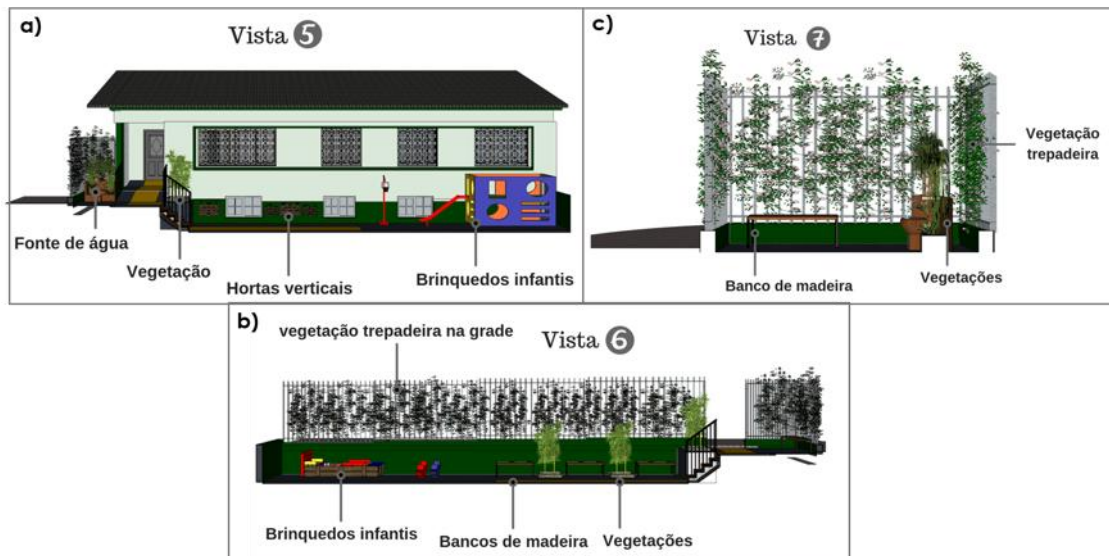 a)
Vista 5
Fonte de água
Vegetação
Hortas verticais
Brinquedos infantis
c)
Vista 7
Vegetação
trepadeira
Banco de madeira
Vegetações
b)
vegetação trepadeira na grade
Vista 6
Brinquedos infantis
Bancos de madeira
Vegetações